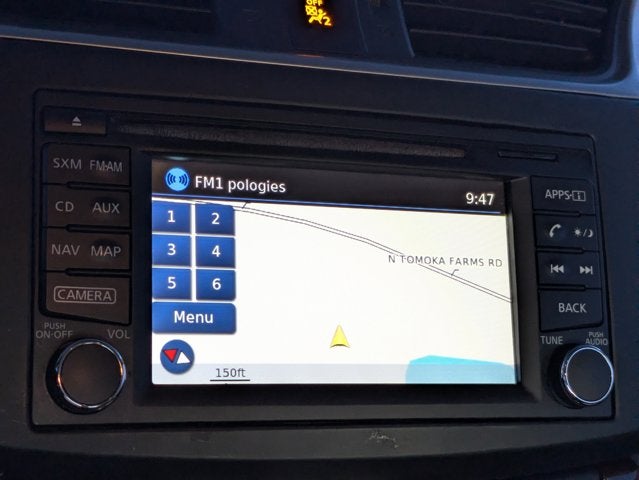 OFF
2
SXM FM·AM
FM1 pologies
9:47
APPS·i
CD AUX
1 2
3 4
5 6
N TOMOKA FARMS RD
NAV MAP
CAMERA
Menu
BACK
PUSH
ON·OFF
VOL
TUNE
PUSH
AUDIO
150ft